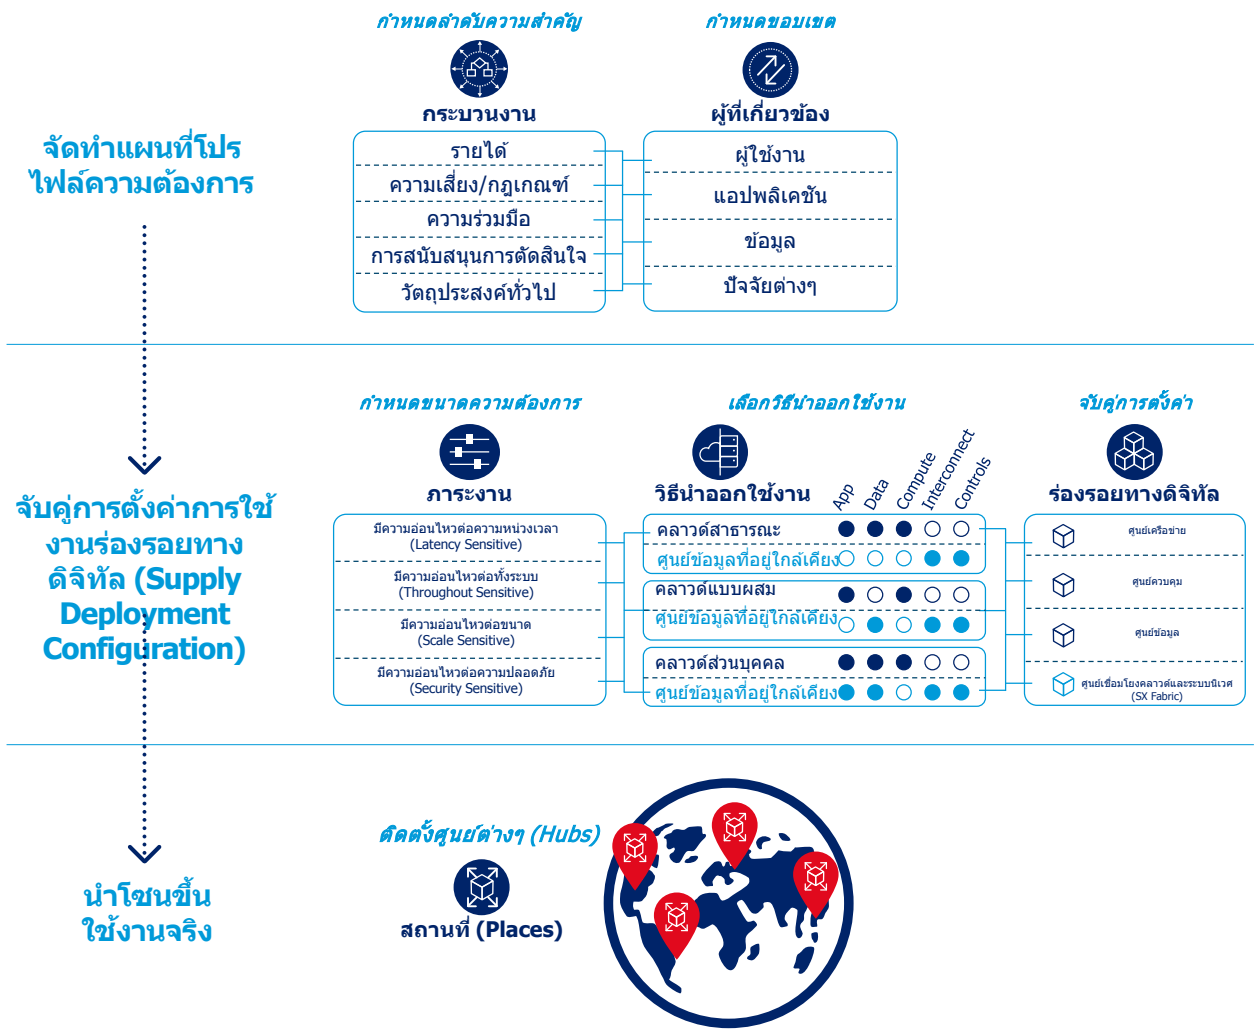 กำหนดลำดับความสำคัญ
กำหนดขอบเขต
กระบวนงาน
ผู้ที่เกี่ยวข้อง
จัดทำแผนที่โปร
ไฟล์ความต้องการ
รายได้
ความเสี่ยง/กฎเกณฑ์
ความร่วมมือ
การสนับสนุนการตัดสินใจ
วัตถุประสงค์ทั่วไป
ผู้ใช้งาน
แอปพลิเคชัน
ข้อมูล
ปัจจัยต่างๆ
กำหนดขนาดความต้องการ
เลือกวิธีนำออกใช้งาน
จับคู่การตั้งค่า
จับคู่การตั้งค่าการใช้
งานร่องรอยทาง
ดิจิทัล (Supply
Deployment
Configuration)
ภาระงาน
มีความอ่อนไหวต่อความหน่วงเวลา
(Latency Sensitive)
มีความอ่อนไหวต่อทั้งระบบ
(Throughout Sensitive)
มีความอ่อนไหวต่อขนาด
(Scale Sensitive)
มีความอ่อนไหวต่อความปลอดภัย
(Security Sensitive)
วิธีนำออกใช้งาน
App
Data
Compute
Interconnect
Controls
คลาวด์สาธารณะ
ศูนย์ข้อมูลที่อยู่ใกล้เคียง
คลาวด์แบบผสม
ศูนย์ข้อมูลที่อยู่ใกล้เคียง
คลาวด์ส่วนบุคคล
ศูนย์ข้อมูลที่อยู่ใกล้เคียง
ร่องรอยทางดิจิทัล
ศูนย์เครือข่าย
ศูนย์ควบคุม
ศูนย์ข้อมูล
ศูนย์เชื่อมโยงคลาวด์และระบบนิเวศ
(SX Fabric)
นำโซนขึ้น
ใช้งานจริง
ติดตั้งศูนย์ต่างๆ (Hubs)
สถานที่ (Places)